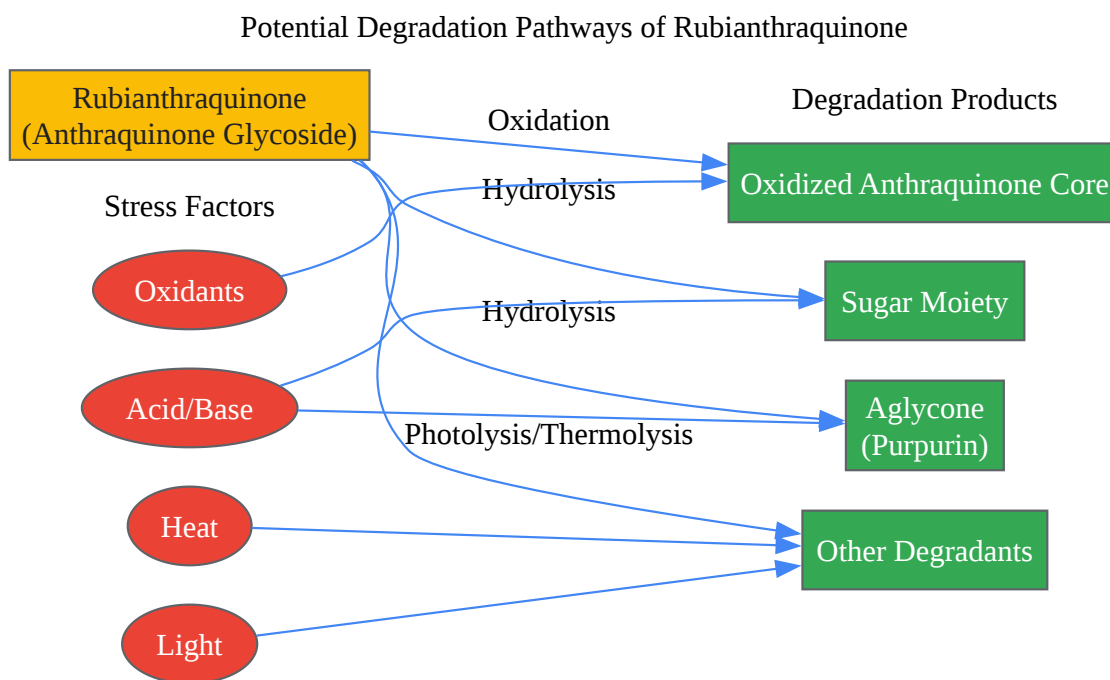 Potential Degradation Pathways of Rubianthraquinone
Rubianthraquinone
(Anthraquinone Glycoside)
Degradation Products
Oxidation
Oxidized Anthraquinone Core
Hydrolysis
Stress Factors
Oxidants
Sugar Moiety
Hydrolysis
Acid/Base
Aglycone
(Purpurin)
Photolysis/Thermolysis
Heat
Other Degradants
Light